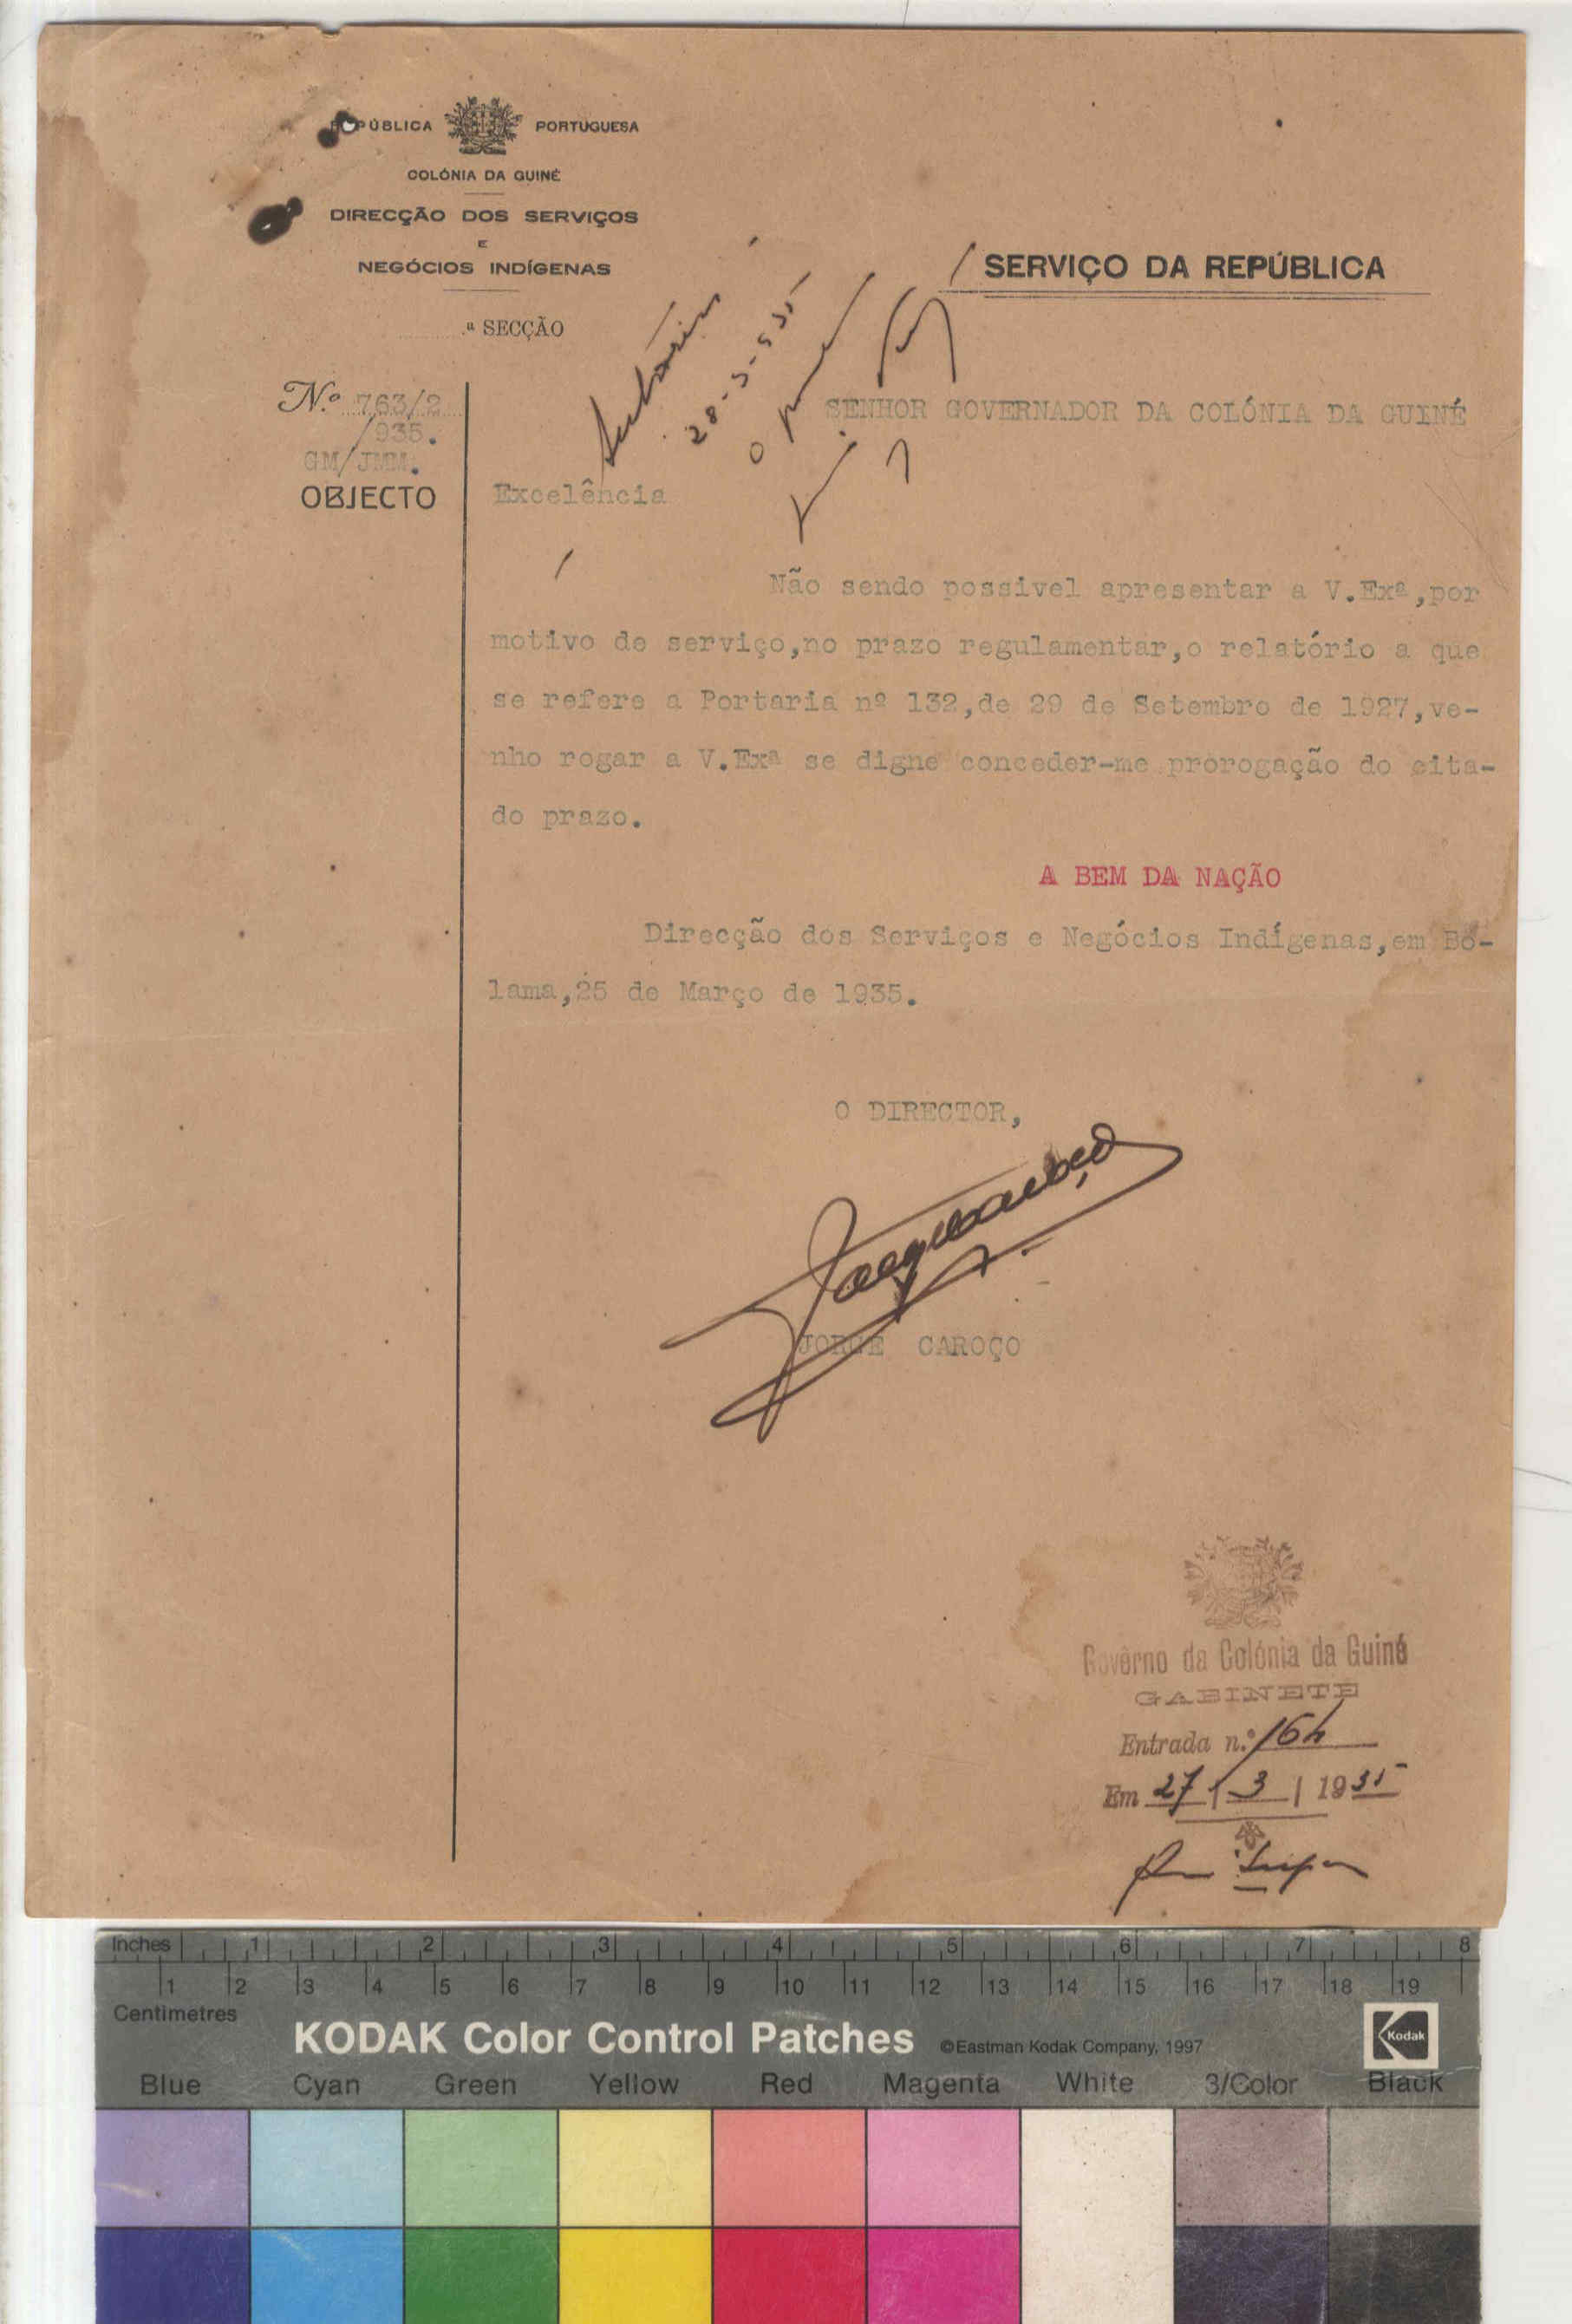 REPÚBLICA PORTUGUESA
COLÓNIA DA GUINÉ
DIRECÇÃO DOS SERVIÇOS
E
NEGÓCIOS INDÍGENAS
.ª SECÇÃO
SERVIÇO DA REPÚBLICA
N.º 763/2
/935.
GM/JMM.
OBJECTO
28-3-935
O
SENHOR GOVERNADOR DA COLÓNIA DA GUINÉ
Excelência
Não sendo possivel apresentar a V.Exª,por
motivo de serviço,no prazo regulamentar,o relatório a que
se refere a Portaria nº 132,de 29 de Setembro de 1927,ve-
nho rogar a V.Exª se digne conceder-me prorogação do cita-
do prazo.
A BEM DA NAÇÃO
Direcção dos Serviços e Negócios Indígenas,em Bo-
lama,25 de Março de 1935.
O DIRECTOR,
JORGE CAROÇO
Govêrno da Colónia da Guiné
GABINETE
Entrada n.º 164
Em 27 / 3 / 1935
Inches 1 2 3 4 5 6 7 8
1 2 3 4 5 6 7 8 9 10 11 12 13 14 15 16 17 18 19
Centimetres
KODAK Color Control Patches ©Eastman Kodak Company, 1997 Kodak
Blue Cyan Green Yellow Red Magenta White 3/Color Black